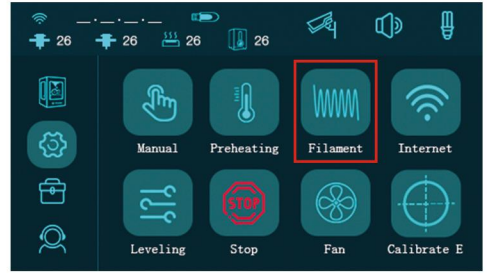 _._._._
26 26 26 26
Manual Preheating Filament Internet
STOP
Leveling Stop Fan Calibrate E